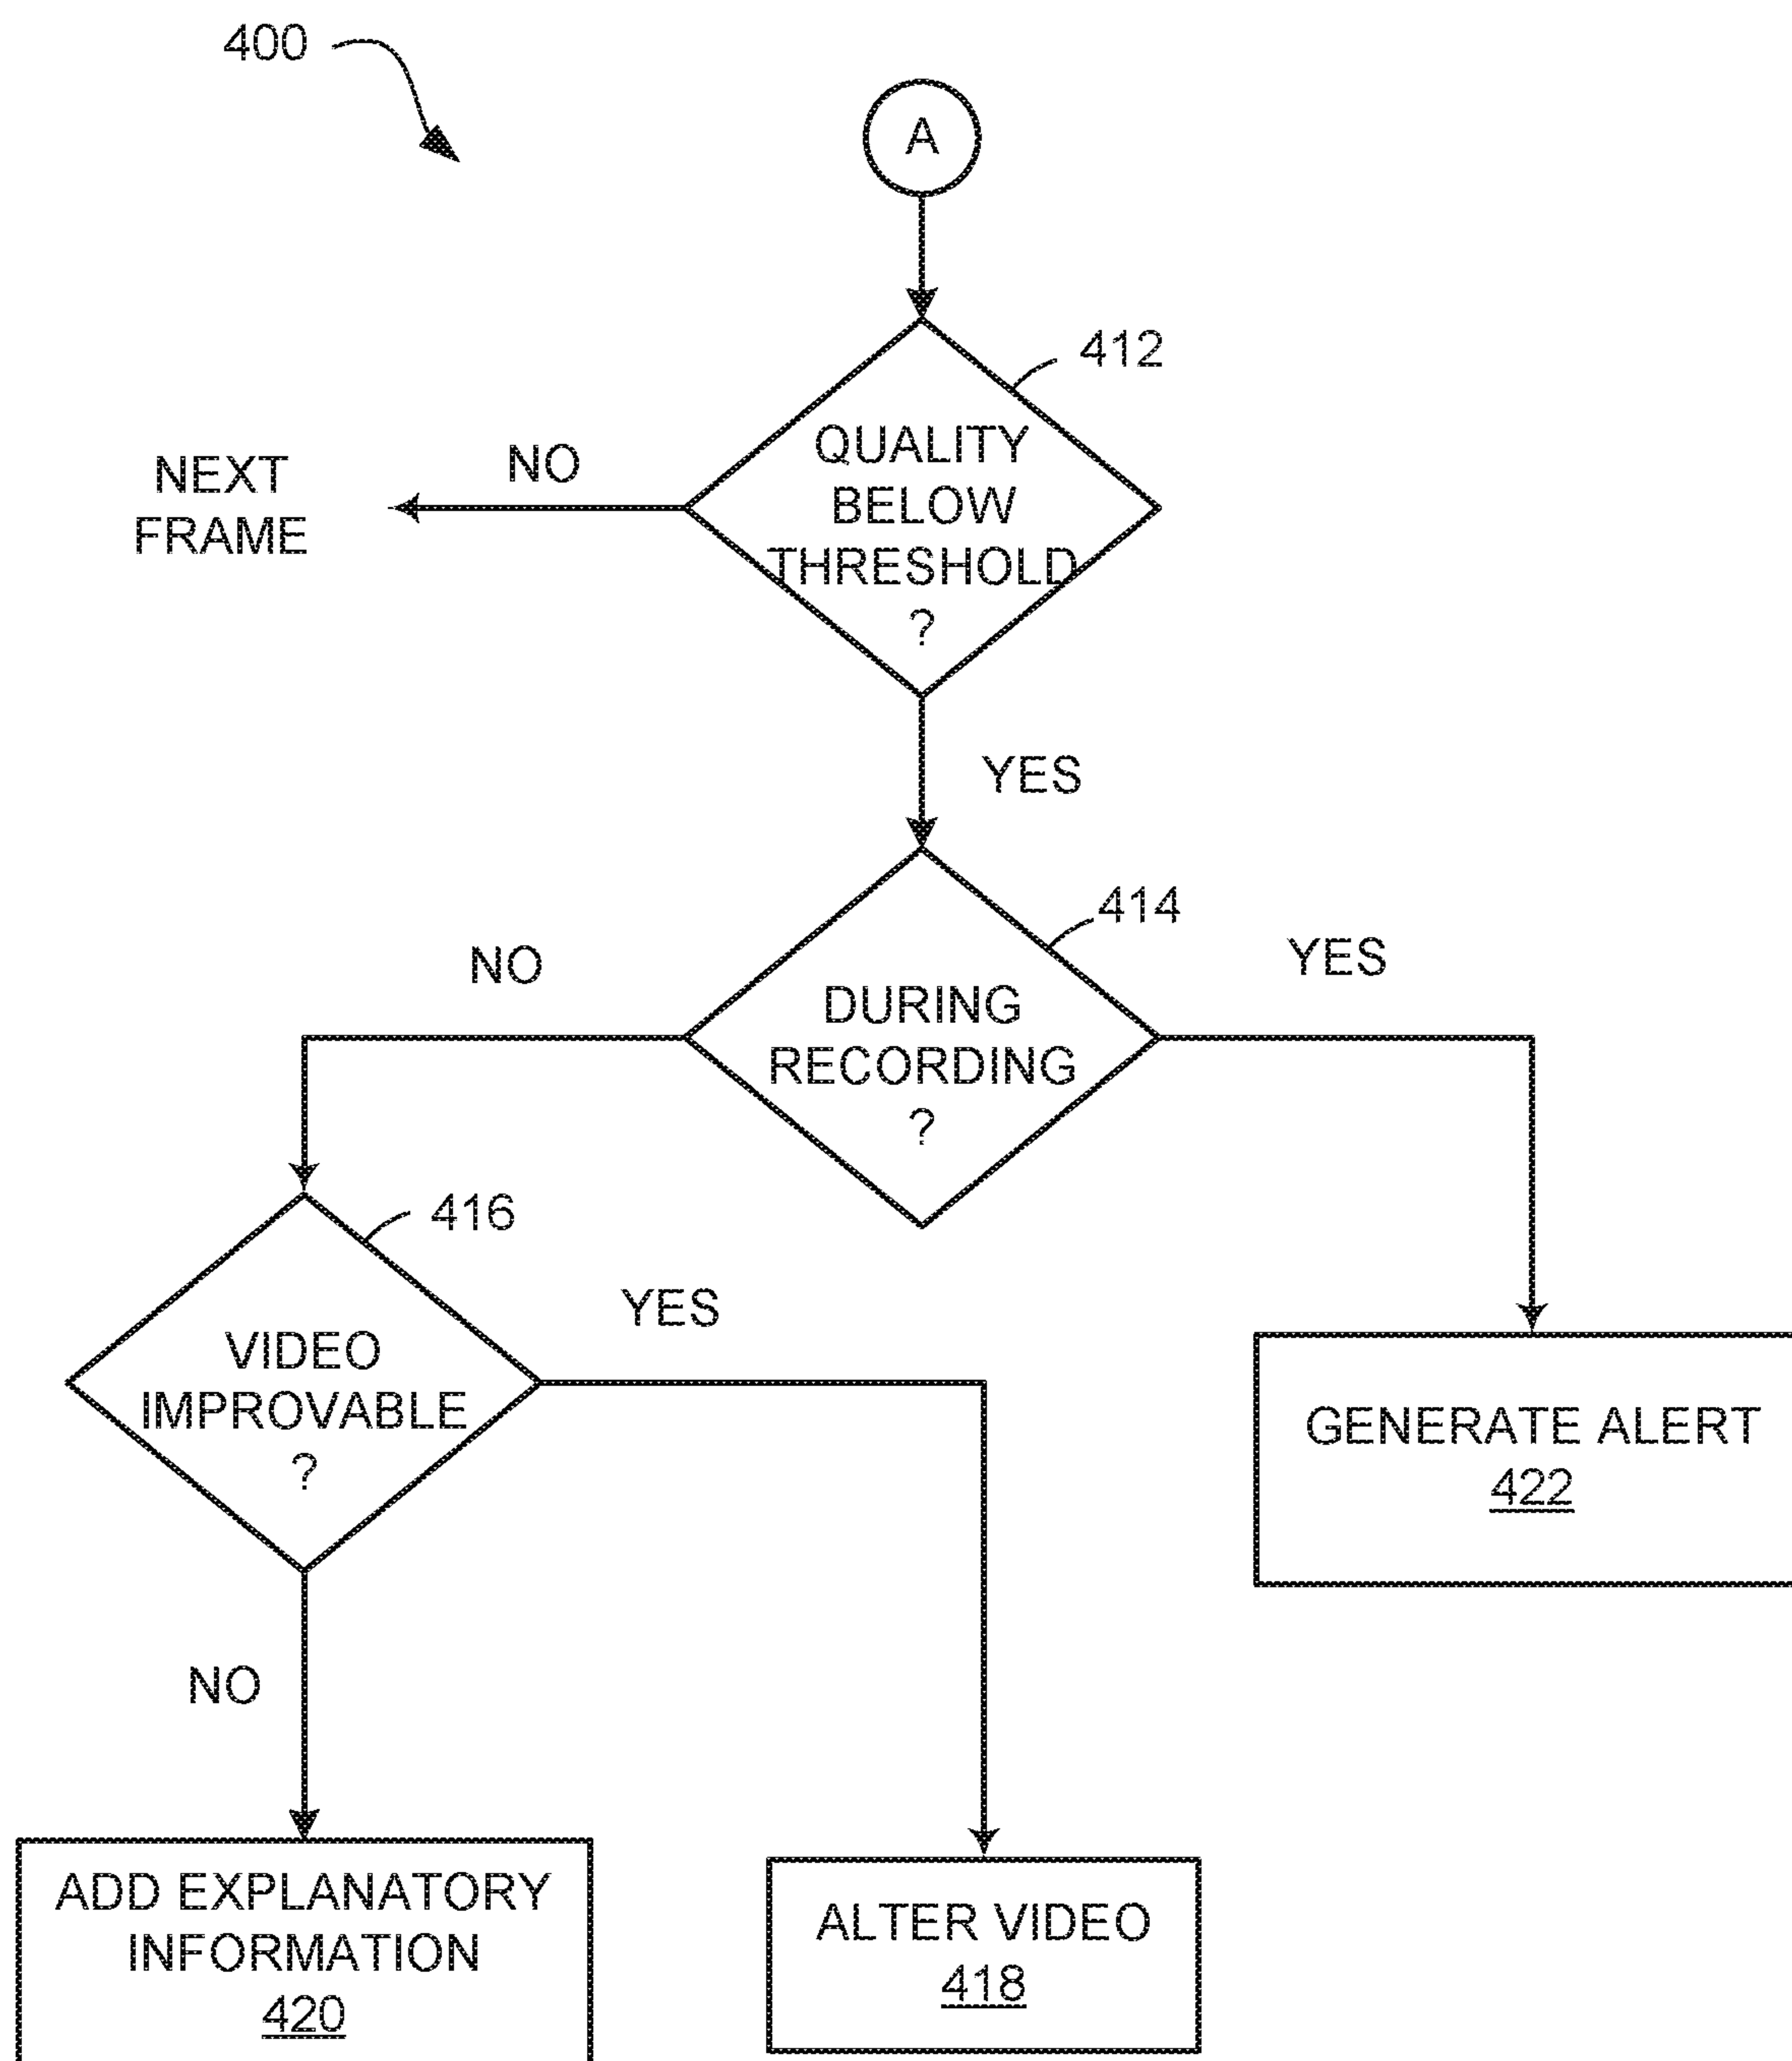 400
A
412
QUALITY
BELOW
THRESHOLD
?
NO
NEXT
FRAME
YES
414
DURING
RECORDING
?
NO
YES
416
VIDEO
IMPROVABLE
?
YES
GENERATE ALERT
422
NO
ADD EXPLANATORY
INFORMATION
420
ALTER VIDEO
418